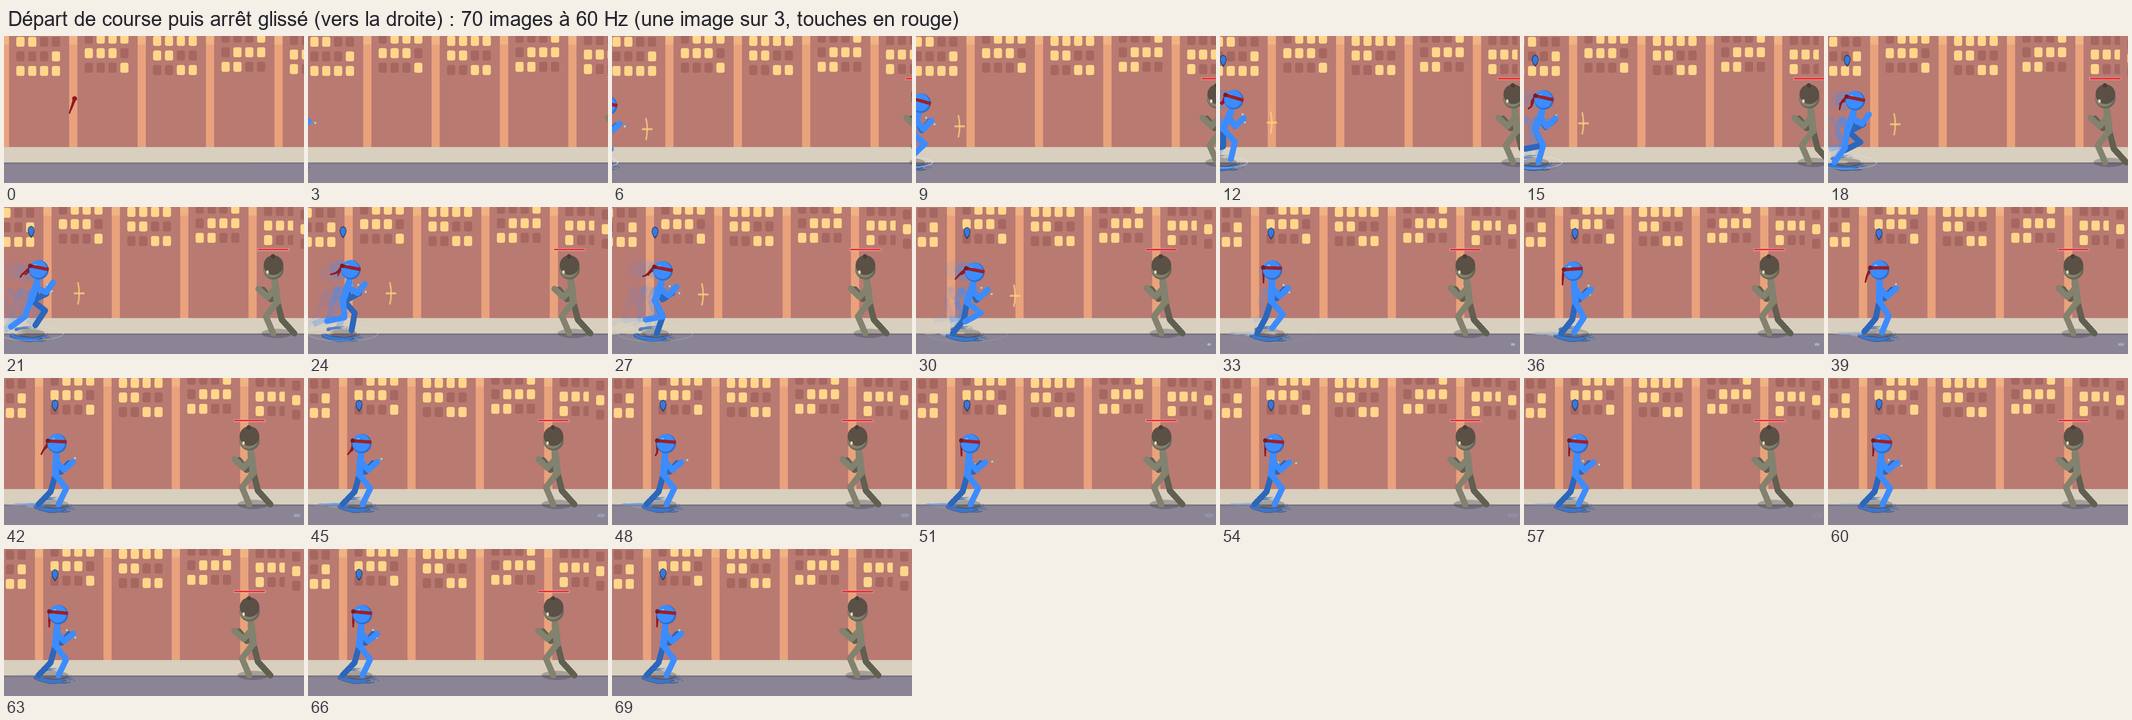 Départ de course puis arrêt glissé (vers la droite) : 70 images à 60 Hz (une image sur 3, touches en rouge)
0 3 6 9 12 15 18
21 24 27 30 33 36 39
42 45 48 51 54 57 60
63 66 69